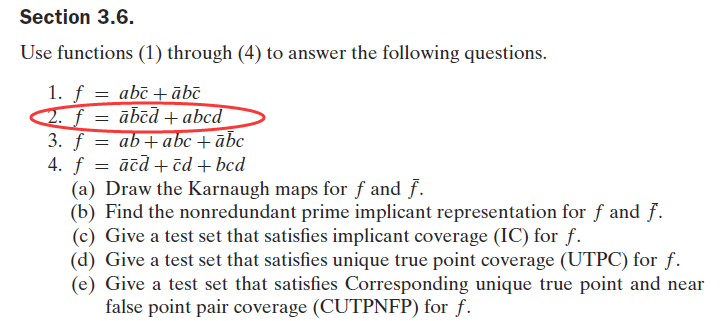 Section 3.6.
Use functions (1) through (4) to answer the following questions.
1. f = abc̄ + ābc̄
2. f = āb̄c̄d̄ + abcd
3. f = ab + abc + āb̄c
4. f = āc̄d̄ + c̄d + bcd
(a) Draw the Karnaugh maps for f and f̄.
(b) Find the nonredundant prime implicant representation for f and f̄.
(c) Give a test set that satisfies implicant coverage (IC) for f.
(d) Give a test set that satisfies unique true point coverage (UTPC) for f.
(e) Give a test set that satisfies Corresponding unique true point and near
false point pair coverage (CUTPNFP) for f.